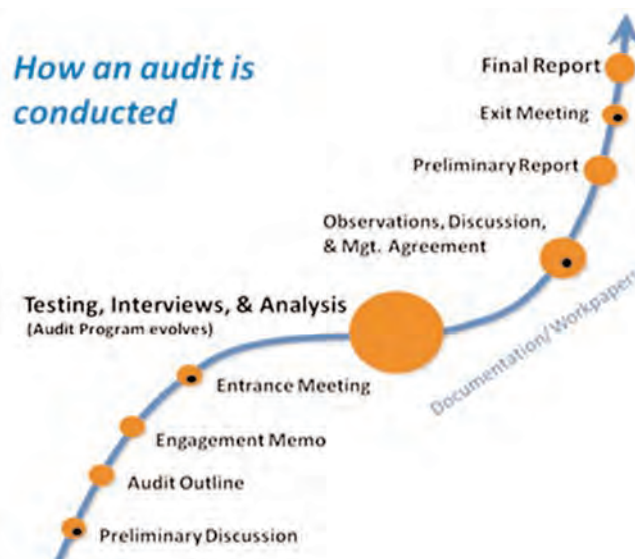 How an audit is
conducted
Final Report
Exit Meeting
Preliminary Report
Observations, Discussion,
& Mgt. Agreement
Testing, Interviews, & Analysis
(Audit Program evolves)
Documentation/ Workpapers
Entrance Meeting
Engagement Memo
Audit Outline
Preliminary Discussion